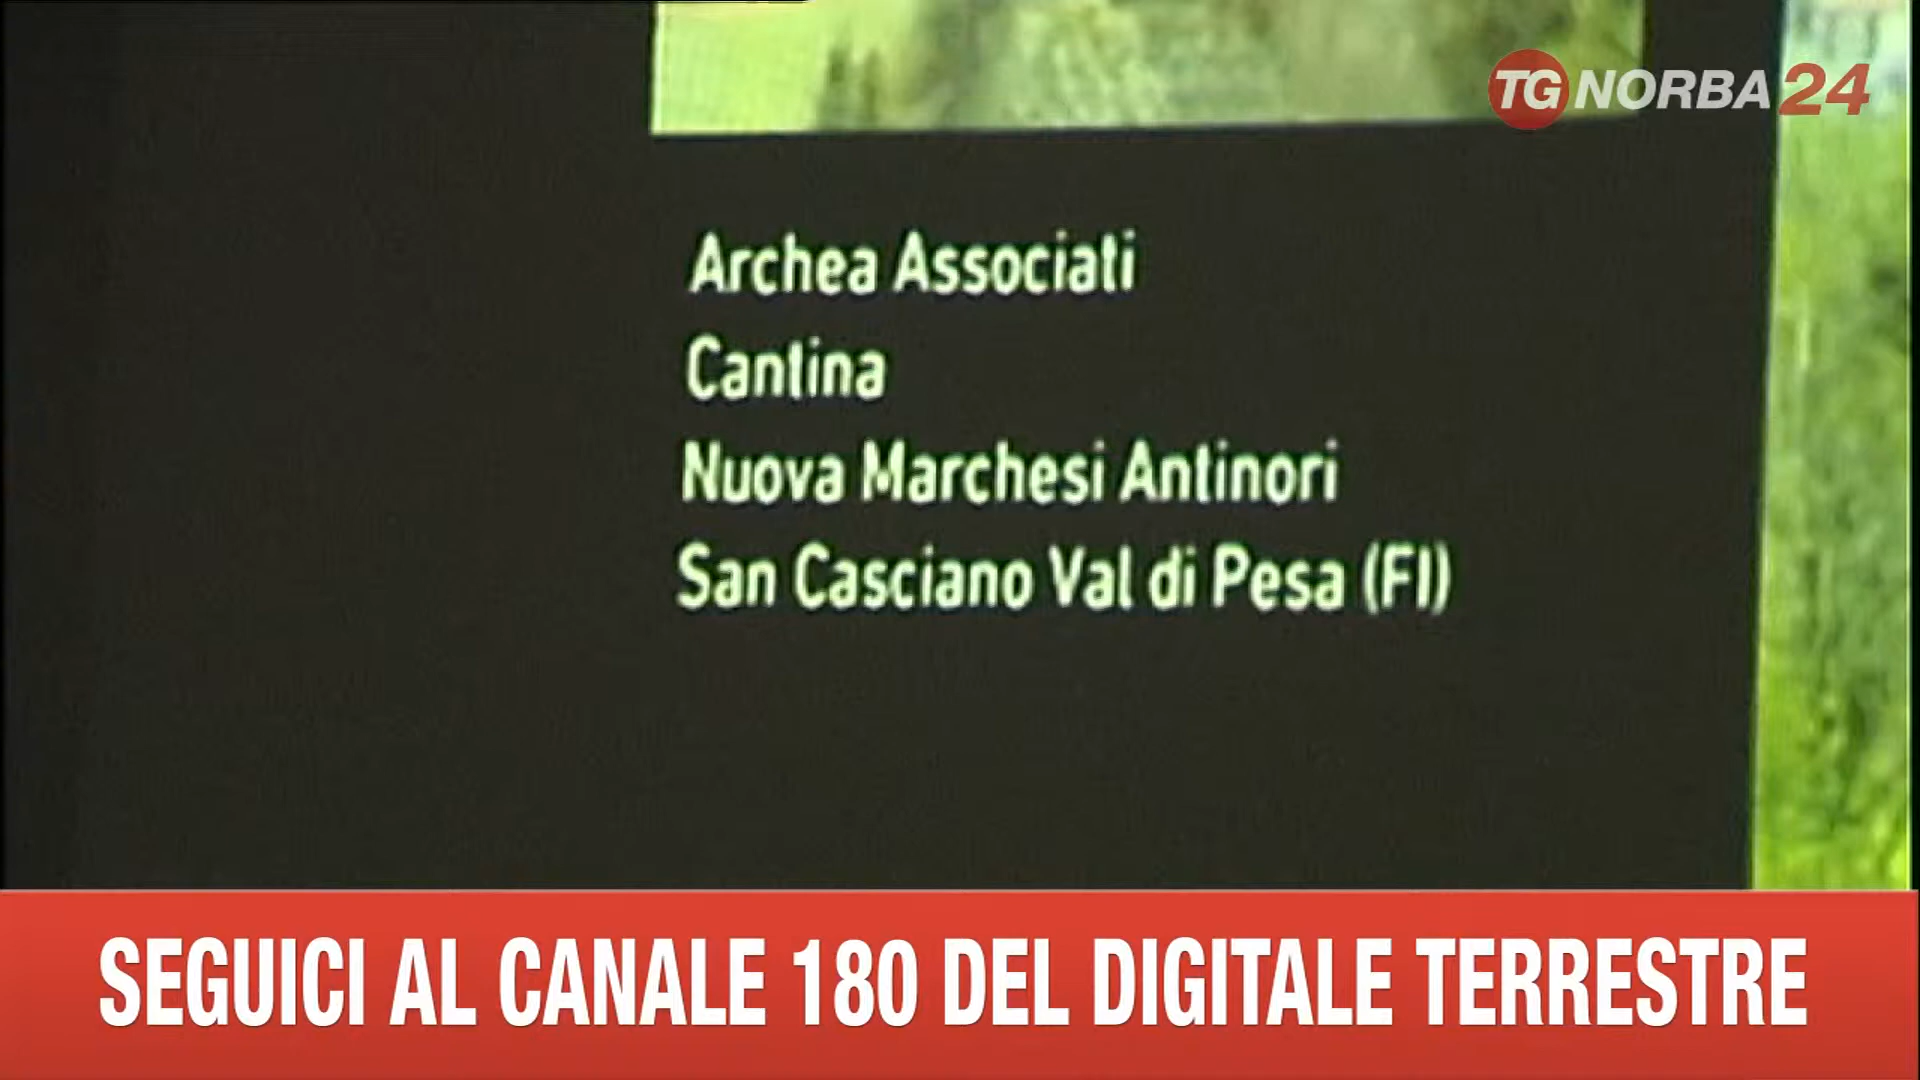 TG NORBA 24
Archea Associati
Cantina
Nuova Marchesi Antinori
San Casciano Val di Pesa (FI)
SEGUICI AL CANALE 180 DEL DIGITALE TERRESTRE